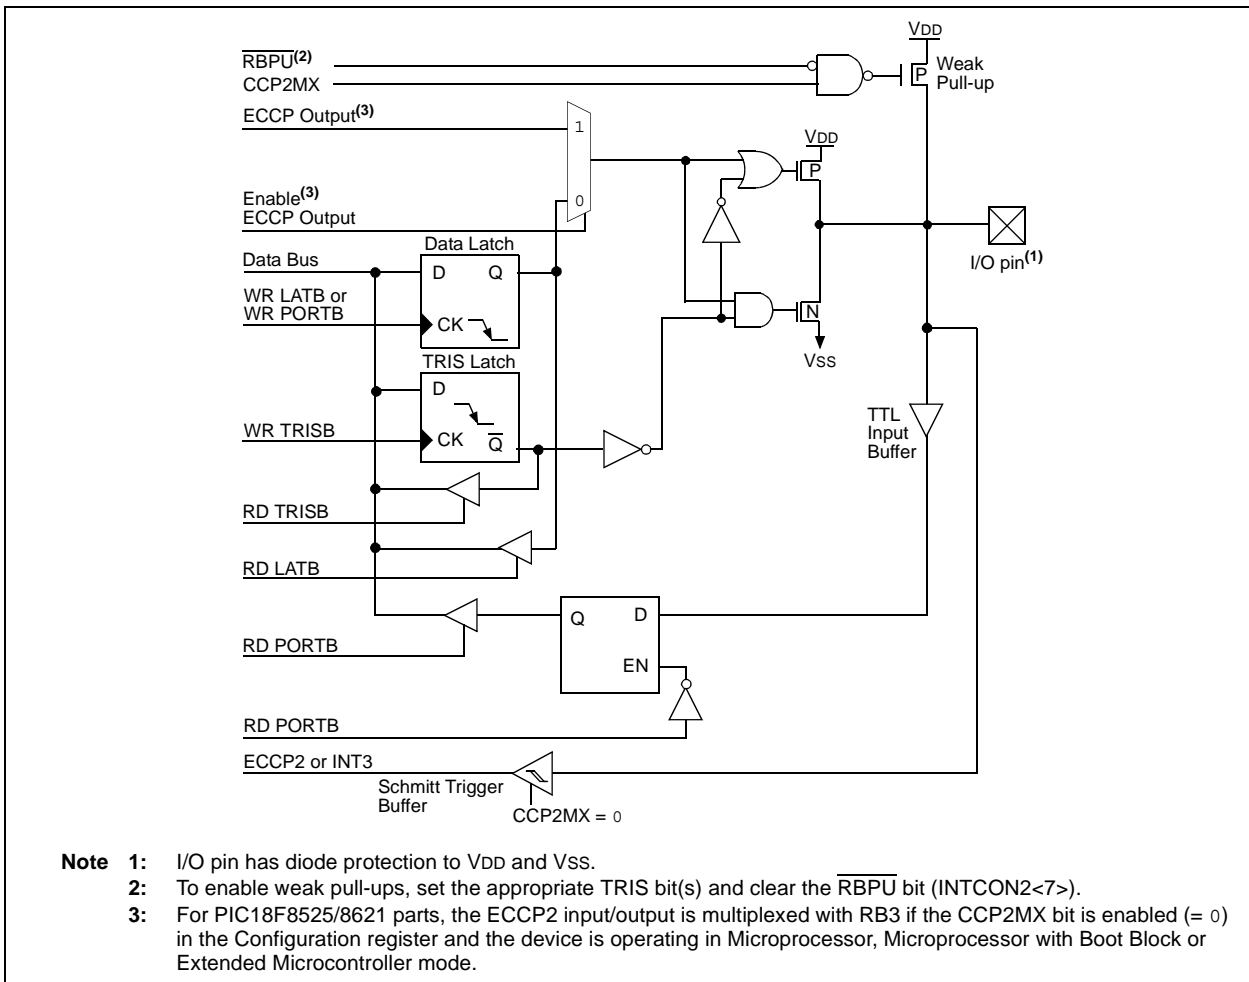 VDD
RBPU(2)
CCP2MX
P
Weak
Pull-up
ECCP Output(3)
1
VDD
P
Enable(3)
ECCP Output
0
I/O pin(1)
Data Latch
Data Bus
D Q
WR LATB or
WR PORTB
CK
N
VSS
TRIS Latch
D
WR TRISB
CK Q
TTL
Input
Buffer
RD TRISB
RD LATB
Q D
RD PORTB
EN
RD PORTB
ECCP2 or INT3
Schmitt Trigger
Buffer
CCP2MX = 0
Note 1: I/O pin has diode protection to VDD and VSS.
2: To enable weak pull-ups, set the appropriate TRIS bit(s) and clear the RBPU bit (INTCON2<7>).
3: For PIC18F8525/8621 parts, the ECCP2 input/output is multiplexed with RB3 if the CCP2MX bit is enabled (= 0)
in the Configuration register and the device is operating in Microprocessor, Microprocessor with Boot Block or
Extended Microcontroller mode.